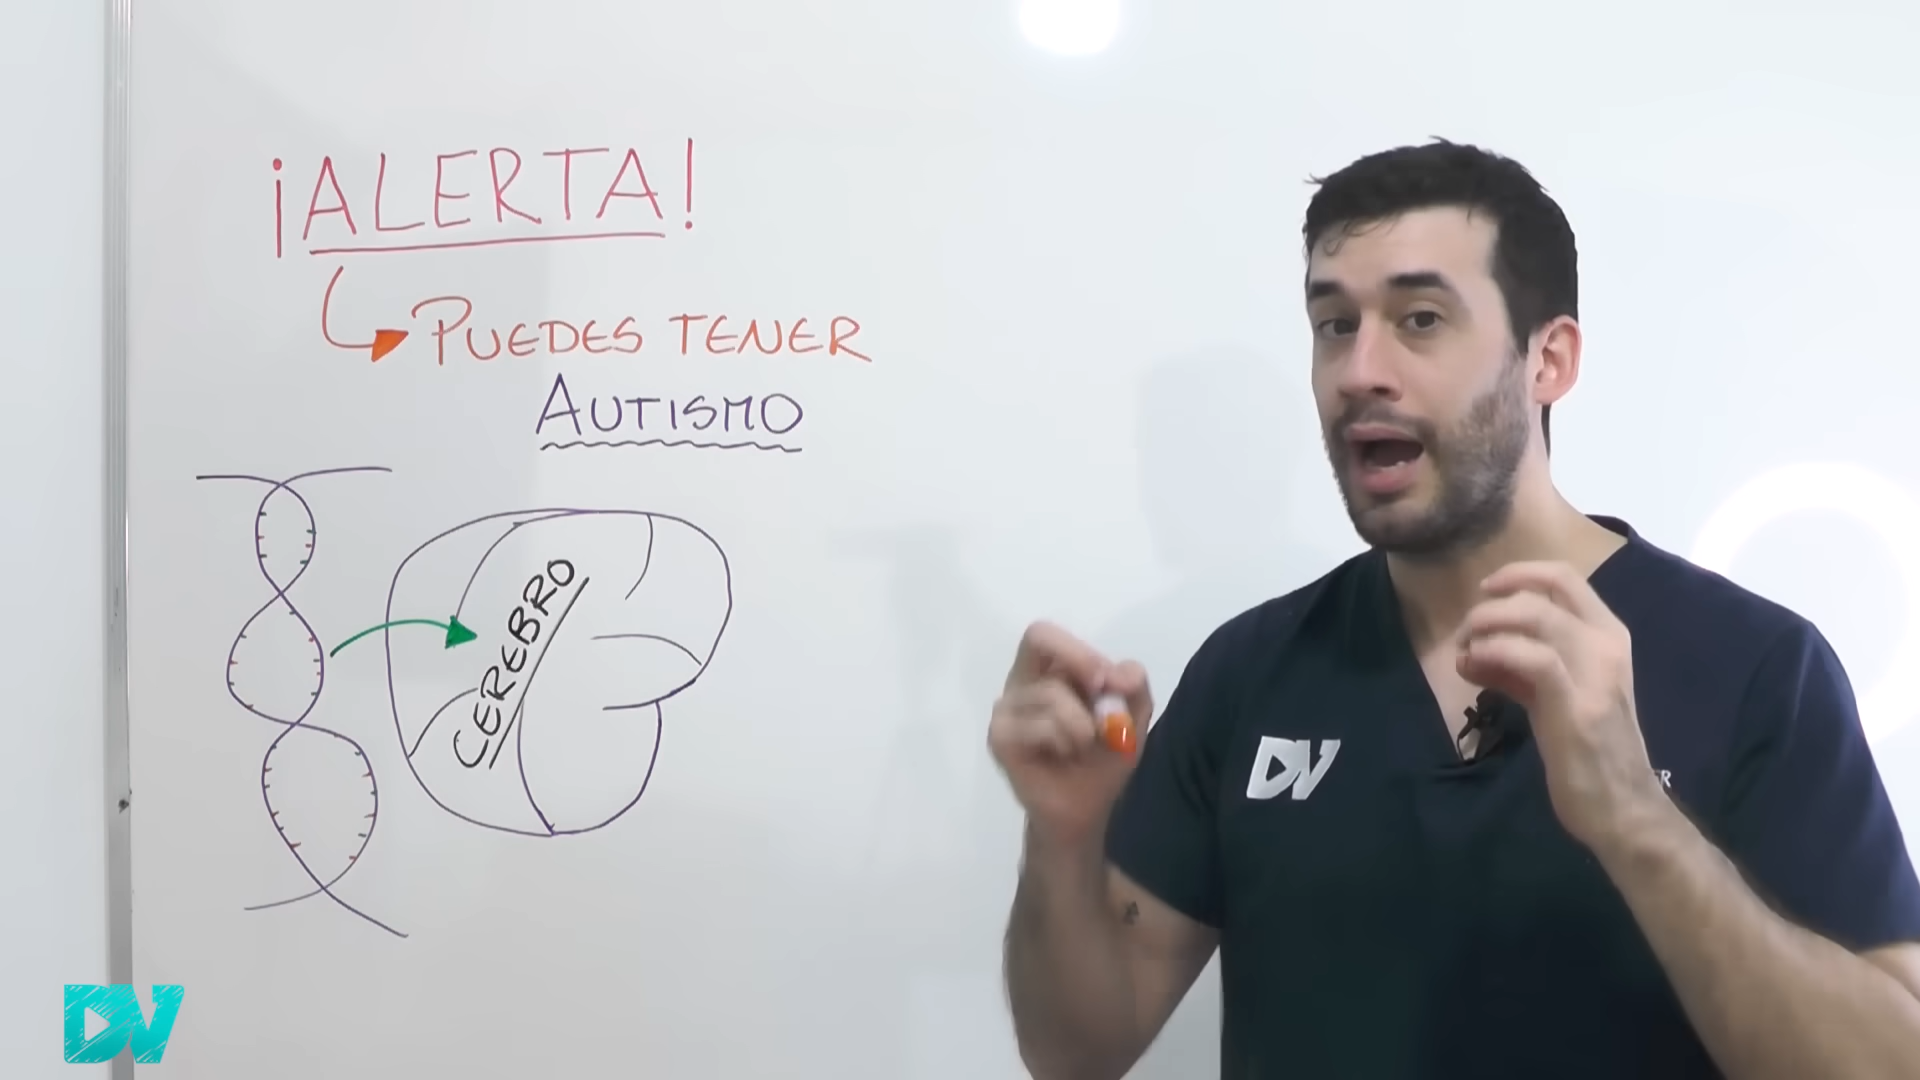 ¡ALERTA!
PUEDES TENER
AUTISMO
CEREBRO
DV
DV